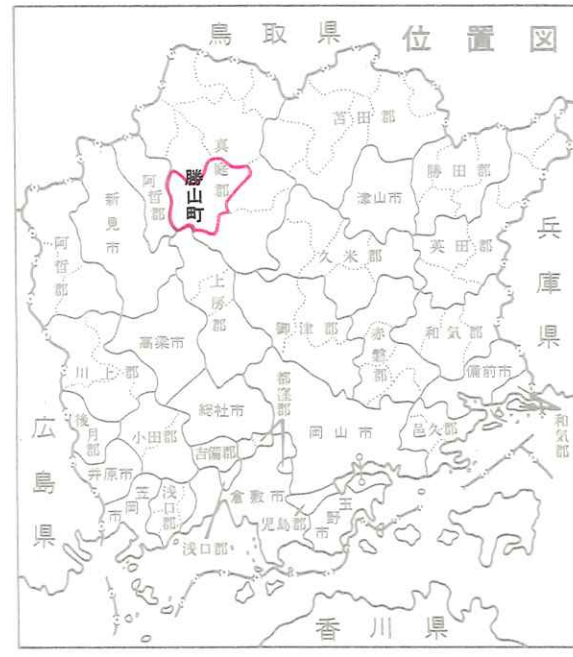 位置図
鳥取県
苫田郡
真庭郡
勝山町
阿哲郡
新見市
津山市
勝田郡
兵庫県
阿哲郡
久米郡
英田郡
上房郡
御津郡
赤磐郡
和気郡
高梁市
川上郡
備前市
都窪郡
総社市
岡山市
邑久郡
和気郡
後月郡
小田郡
吉備郡
広島県
井原市
笠岡市
浅口郡
倉敷市
児島郡
玉野市
浅口郡
香川県